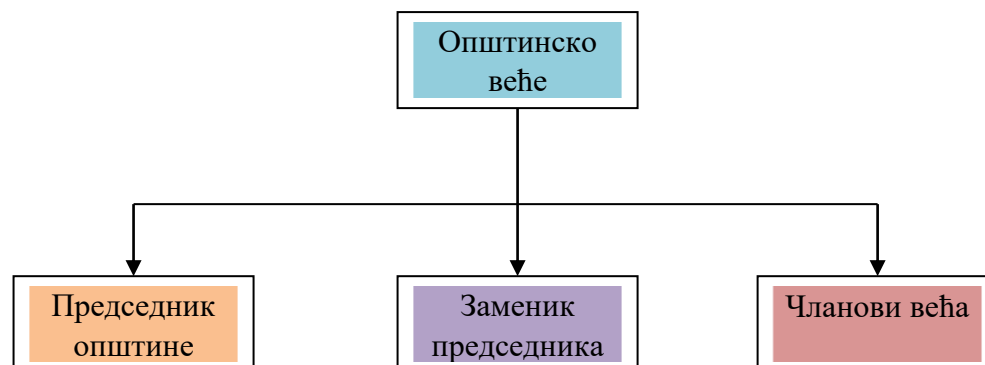 Општинско
веће
Председник
општине
Заменик
председника
Чланови већа